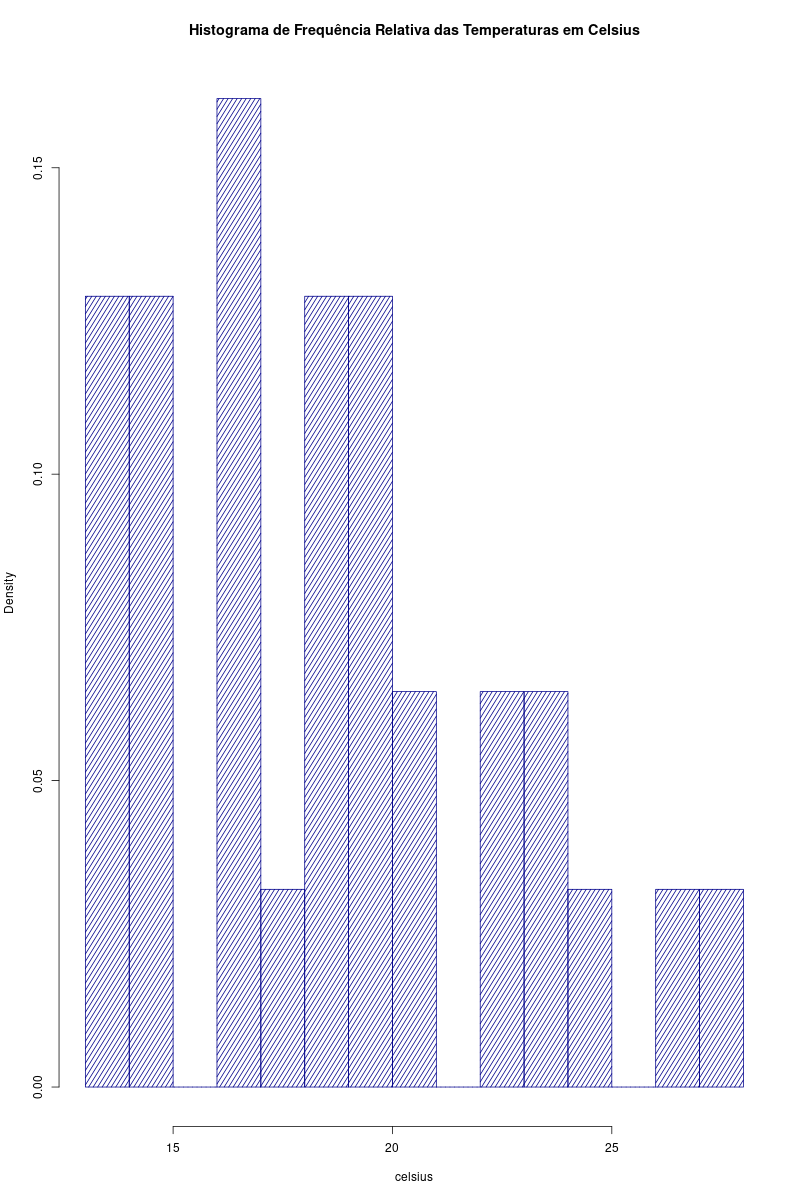 Histograma de Frequência Relativa das Temperaturas em Celsius
0.15
0.10
0.05
0.00
Density
15 20 25
celsius